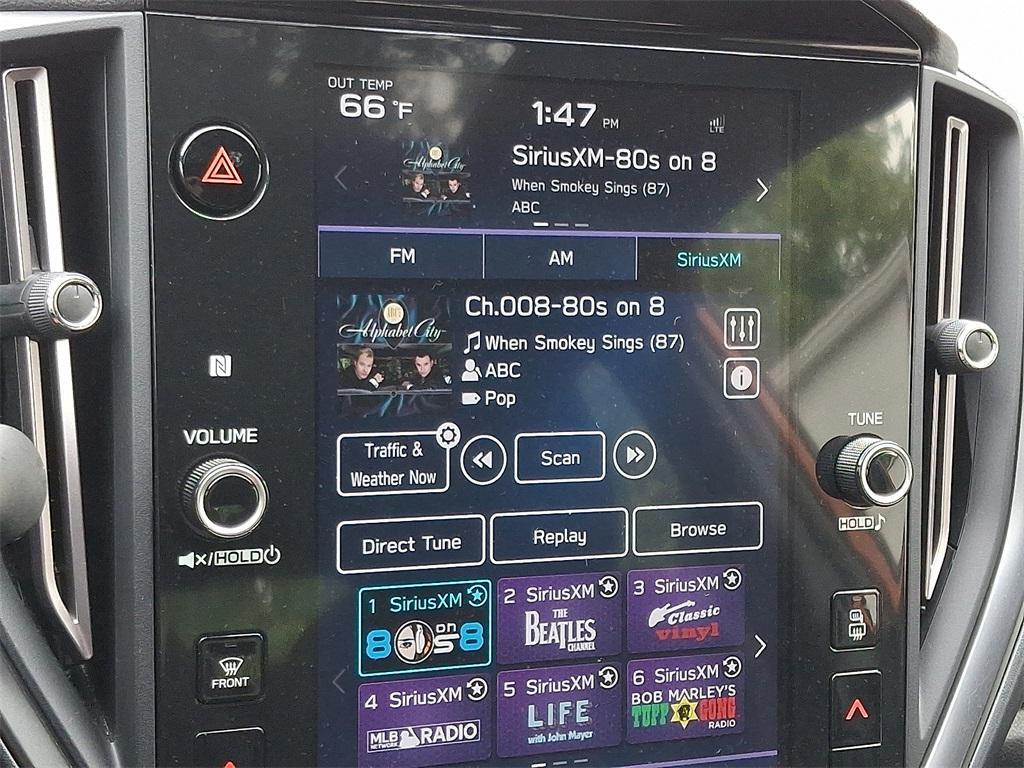 OUT TEMP
66 °F
1:47 PM
LTE
Alphabet City
SiriusXM-80s on 8
When Smokey Sings (87)
ABC
FM AM SiriusXM
Ch.008-80s on 8
Alphabet City
When Smokey Sings (87)
ABC
Pop
VOLUME
TUNE
Traffic &
Weather Now
Scan
HOLD
/HOLD
Direct Tune Replay Browse
1 SiriusXM
80s on 8
2 SiriusXM
THE
BEATLES
CHANNEL
3 SiriusXM
Classic
vinyl
FRONT
4 SiriusXM
MLB
NETWORK
RADIO
5 SiriusXM
LIFE
with John Mayer
6 SiriusXM
BOB MARLEY'S
TUFF GONG
RADIO